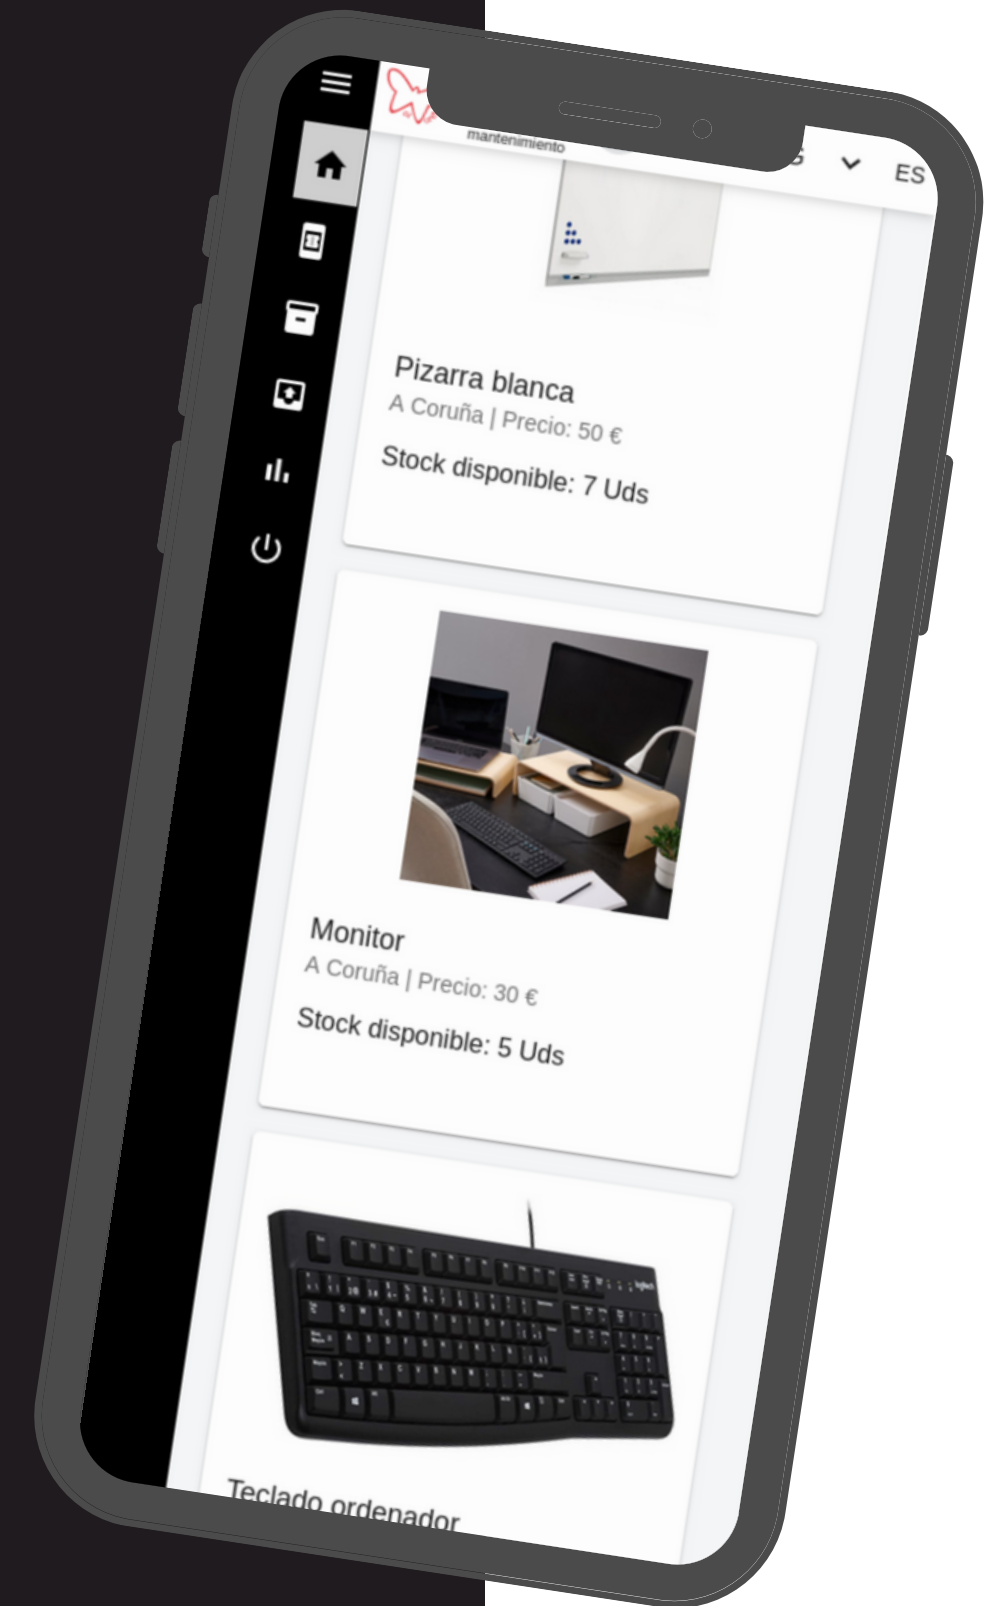 mantenimiento
ES
Pizarra blanca
A Coruña | Precio: 50 €
Stock disponible: 7 Uds
Monitor
A Coruña | Precio: 30 €
Stock disponible: 5 Uds
logitech
Teclado ordenador